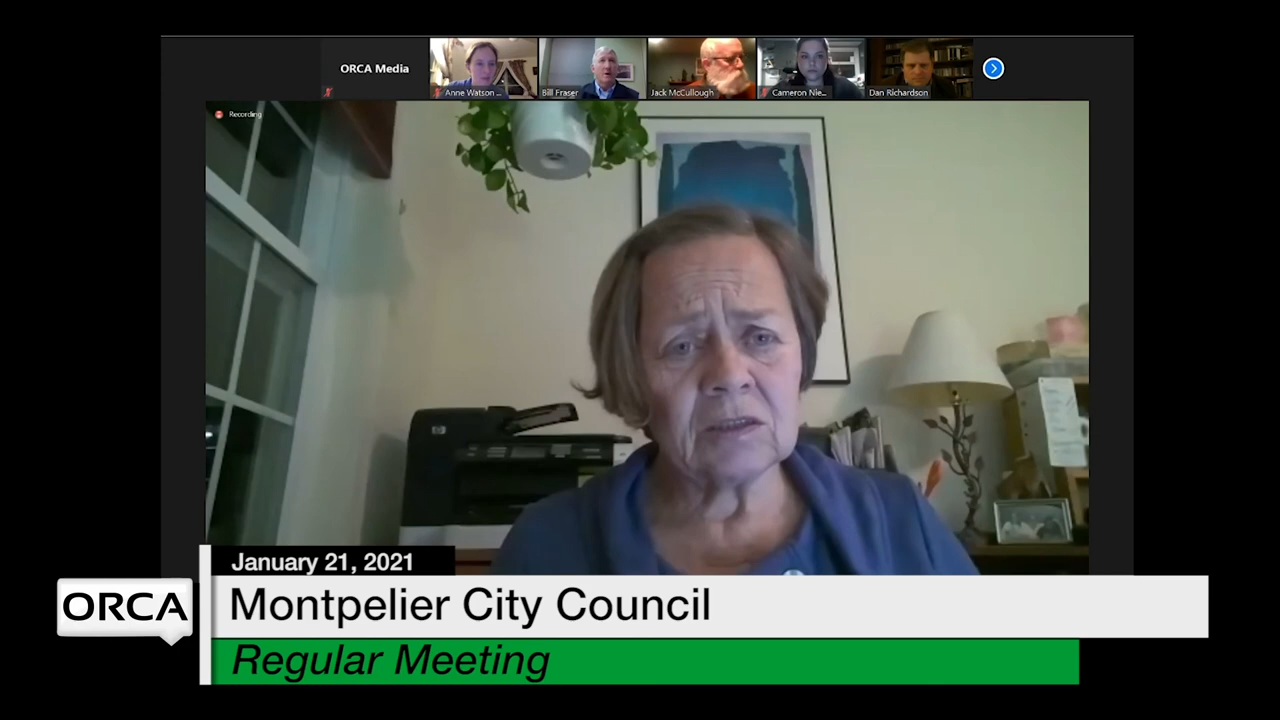 ORCA Media
Anne Watson ...
Bill Fraser
Jack McCullough
Cameron Nie...
Dan Richardson
Recording
hp
January 21, 2021
ORCA
Montpelier City Council
Regular Meeting